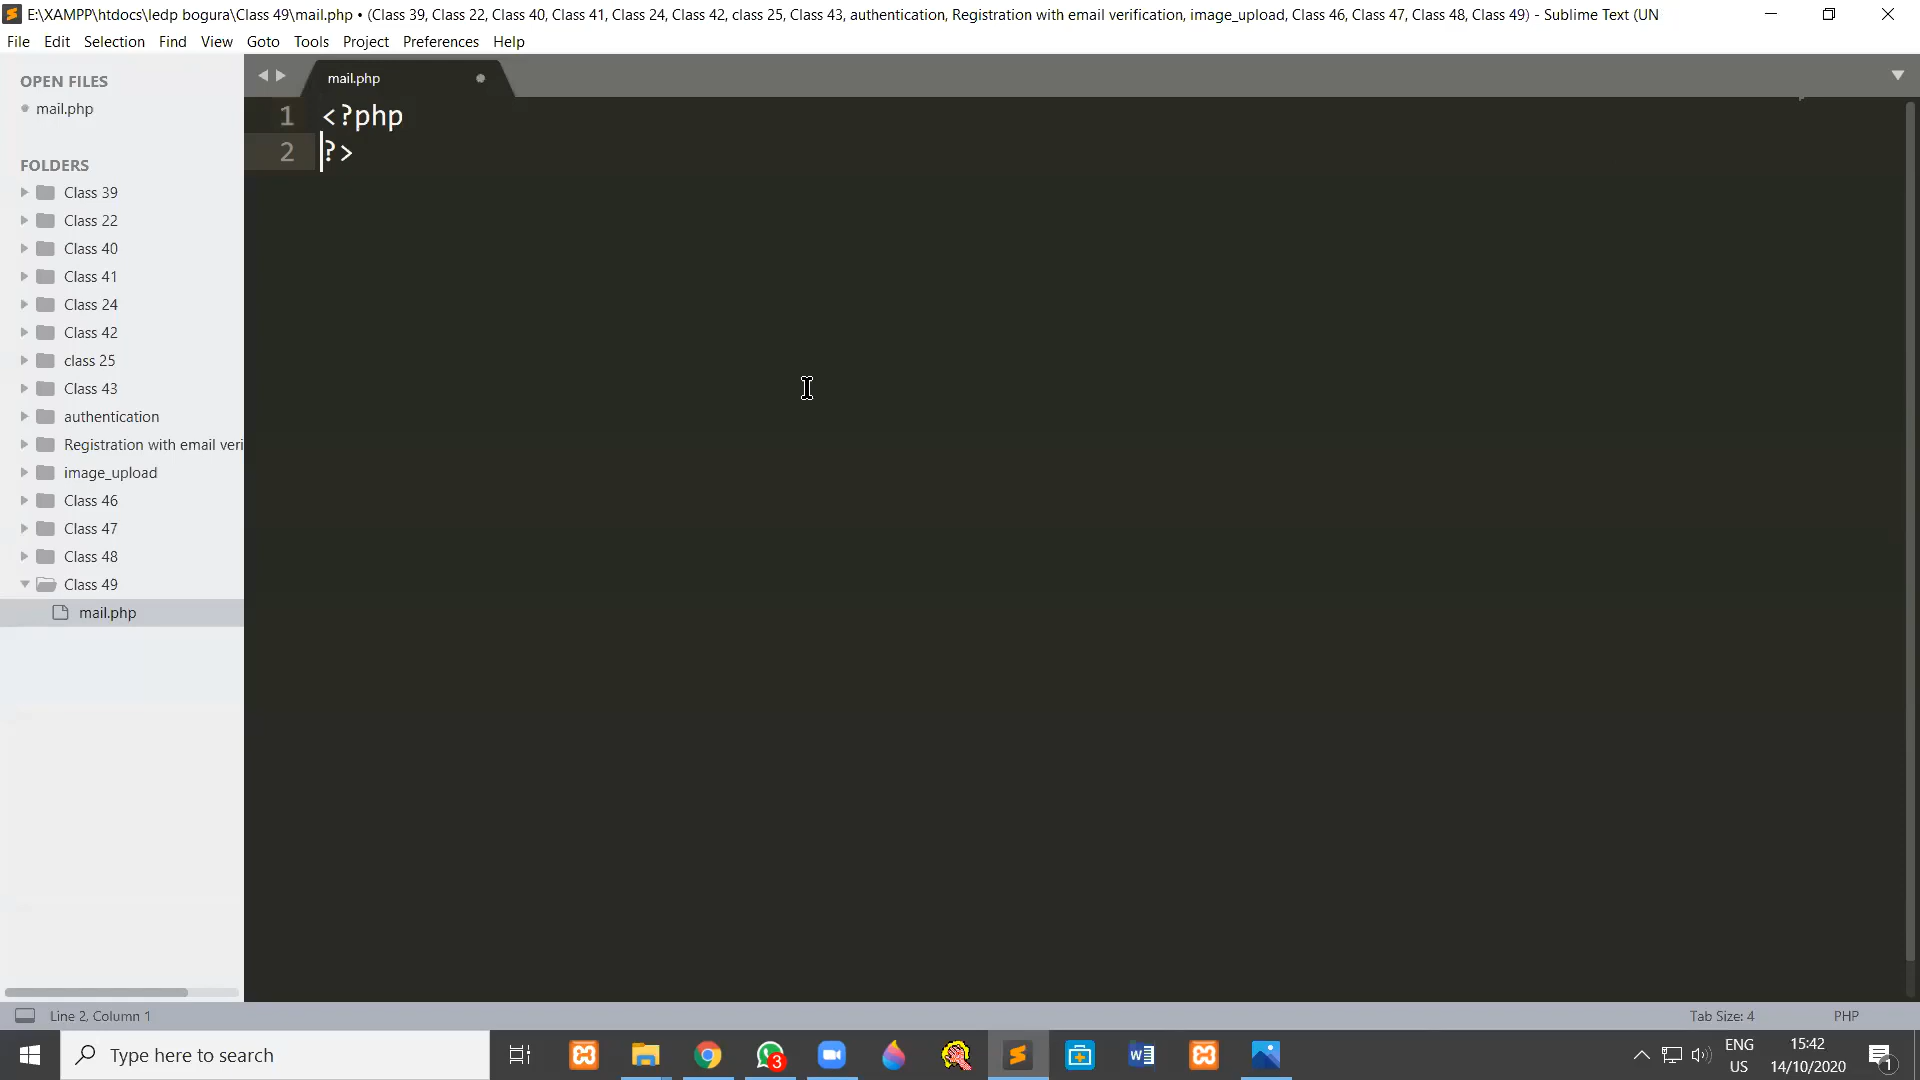 E:\XAMPP\htdocs\ledp bogura\Class 49\mail.php • (Class 39, Class 22, Class 40, Class 41, Class 24, Class 42, class 25, Class 43, authentication, Registration with email verification, image_upload, Class 46, Class 47, Class 48, Class 49) - Sublime Text (UN
File Edit Selection Find View Goto Tools Project Preferences Help
OPEN FILES
mail.php
FOLDERS
Class 39
Class 22
Class 40
Class 41
Class 24
Class 42
class 25
Class 43
authentication
Registration with email veri
image_upload
Class 46
Class 47
Class 48
Class 49
mail.php
mail.php
1 <?php
2 ?>
Line 2, Column 1
Tab Size: 4
PHP
Type here to search
3
ENG
US
15:42
14/10/2020
1